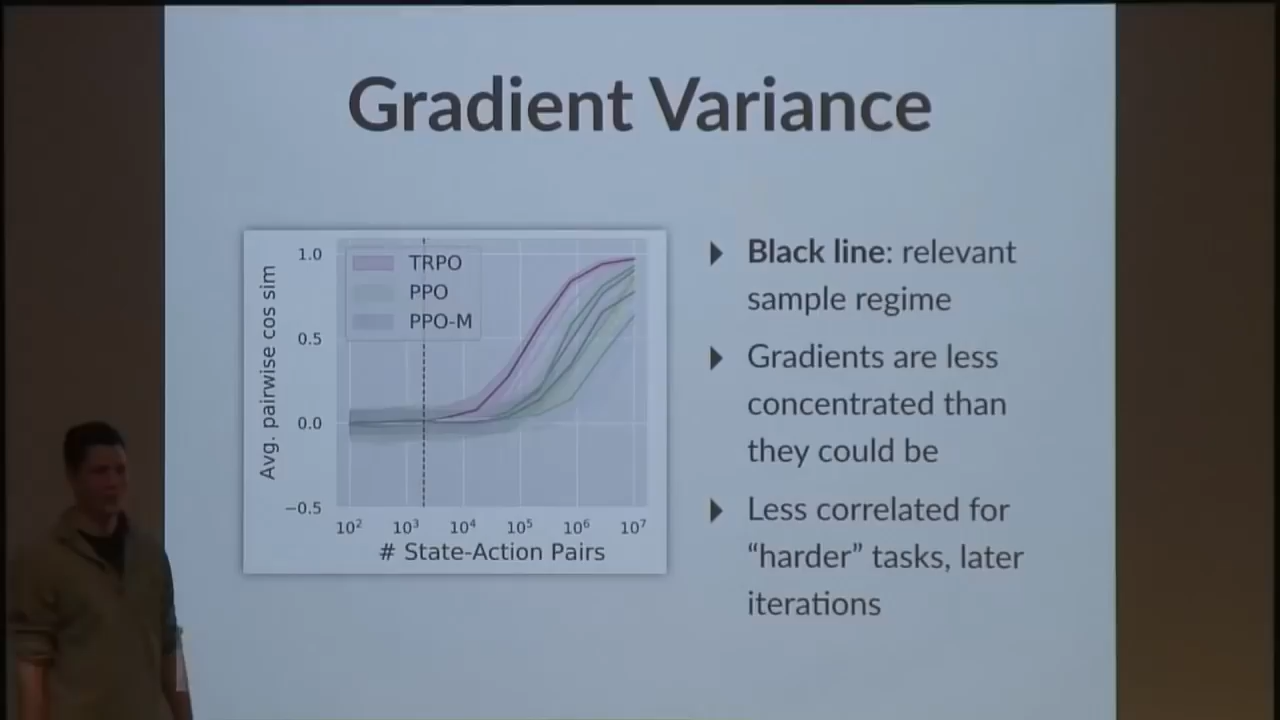 Gradient Variance
Avg. pairwise cos sim
1.0
0.5
0.0
−0.5
TRPO
PPO
PPO-M
10² 10³ 10⁴ 10⁵ 10⁶ 10⁷
# State-Action Pairs
▶ Black line: relevant
sample regime
▶ Gradients are less
concentrated than
they could be
▶ Less correlated for
“harder” tasks, later
iterations